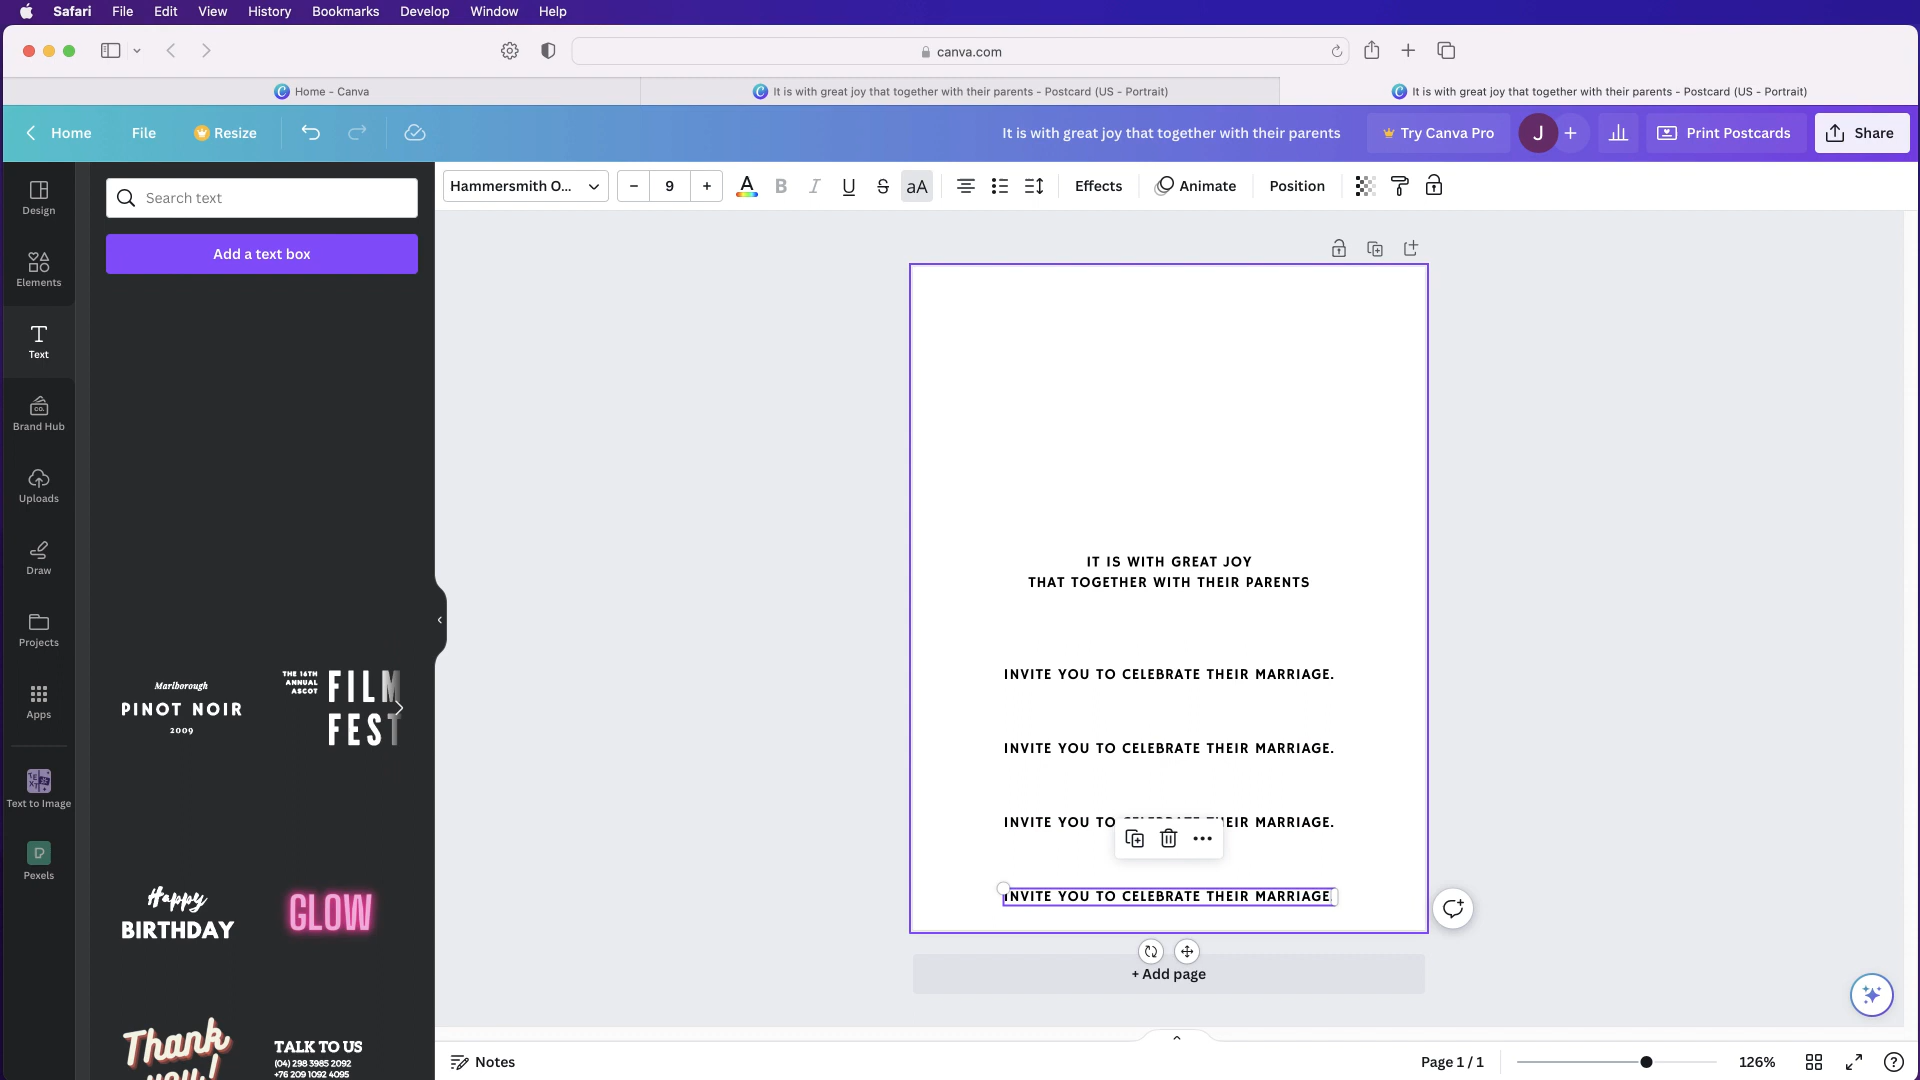 Safari File Edit View History Bookmarks Develop Window Help
canva.com
Home - Canva
It is with great joy that together with their parents - Postcard (US - Portrait)
It is with great joy that together with their parents - Postcard (US - Portrait)
Home File Resize
It is with great joy that together with their parents
Try Canva Pro
J
Print Postcards
Share
Design
Elements
Text
Brand Hub
Uploads
Draw
Projects
Apps
Text to Image
Pexels
Search text
Add a text box
Marlborough
PINOT NOIR
2009
THE 16TH
ANNUAL
ASCOT
FILM
FEST
Happy
BIRTHDAY
GLOW
Thank
you!
TALK TO US
(04) 298 3985 2092
+76 209 1092 4095
Hammersmith O... 9 aA Effects Animate Position
IT IS WITH GREAT JOY
THAT TOGETHER WITH THEIR PARENTS
INVITE YOU TO CELEBRATE THEIR MARRIAGE.
INVITE YOU TO CELEBRATE THEIR MARRIAGE.
INVITE YOU TO CELEBRATE THEIR MARRIAGE.
INVITE YOU TO CELEBRATE THEIR MARRIAGE.
+ Add page
Notes
Page 1 / 1
126%